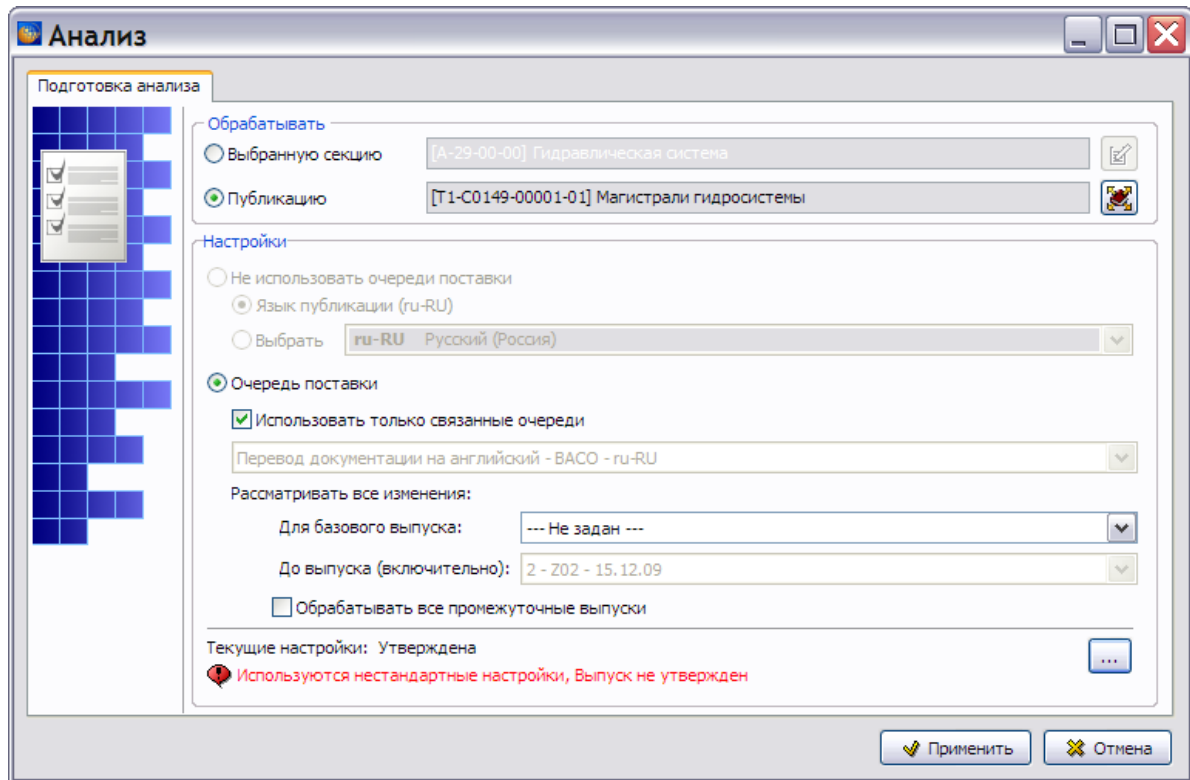 Анализ
Подготовка анализа
Обрабатывать
Выбранную секцию [A-29-00-00] Гидравлическая система
Публикацию [T1-C0149-00001-01] Магистрали гидросистемы
Настройки
Не использовать очереди поставки
Язык публикации (ru-RU)
Выбрать ru-RU Русский (Россия)
Очередь поставки
Использовать только связанные очереди
Перевод документации на английский - ВАСО - ru-RU
Рассматривать все изменения:
Для базового выпуска: --- Не задан ---
До выпуска (включительно): 2 - Z02 - 15.12.09
Обрабатывать все промежуточные выпуски
Текущие настройки: Утверждена
...
Используются нестандартные настройки, Выпуск не утвержден
Применить Отмена